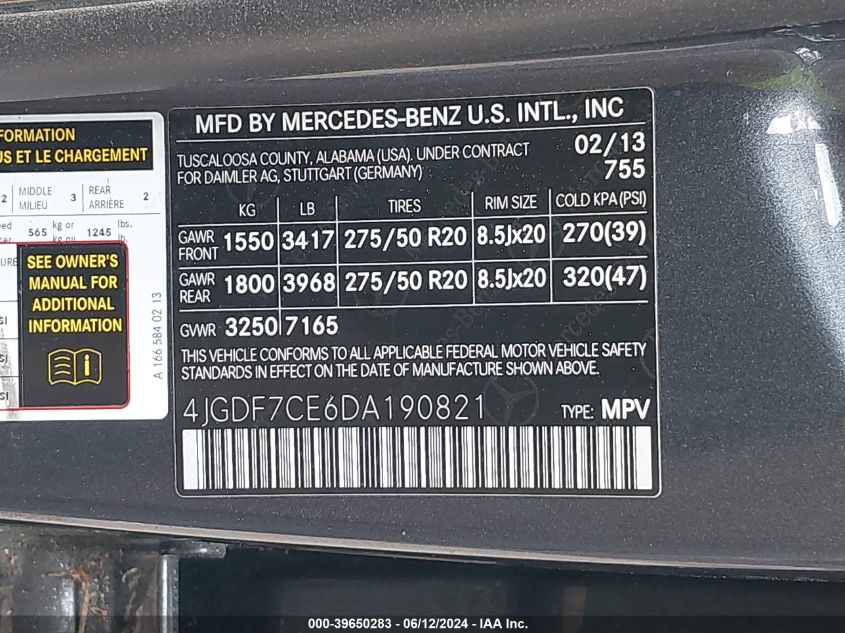 FORMATION
US ET LE CHARGEMENT
2 MIDDLE MILIEU 3 REAR ARRIÈRE 2
565 kg or kg ou 1245 lbs. lb.
SEE OWNER'S
MANUAL FOR
ADDITIONAL
INFORMATION
A 166 584 02 13
MFD BY MERCEDES-BENZ U.S. INTL., INC
TUSCALOOSA COUNTY, ALABAMA (USA). UNDER CONTRACT 02/13
FOR DAIMLER AG, STUTTGART (GERMANY) 755
KG LB TIRES RIM SIZE COLD KPA (PSI)
GAWR FRONT 1550 3417 275/50 R20 8.5Jx20 270(39)
GAWR REAR 1800 3968 275/50 R20 8.5Jx20 320(47)
GVWR 3250 7165
THIS VEHICLE CONFORMS TO ALL APPLICABLE FEDERAL MOTOR VEHICLE SAFETY
STANDARDS IN EFFECT ON THE DATE OF MANUFACTURE SHOWN ABOVE.
4JGDF7CE6DA190821 TYPE: MPV
000-39650283 - 06/12/2024 - IAA Inc.